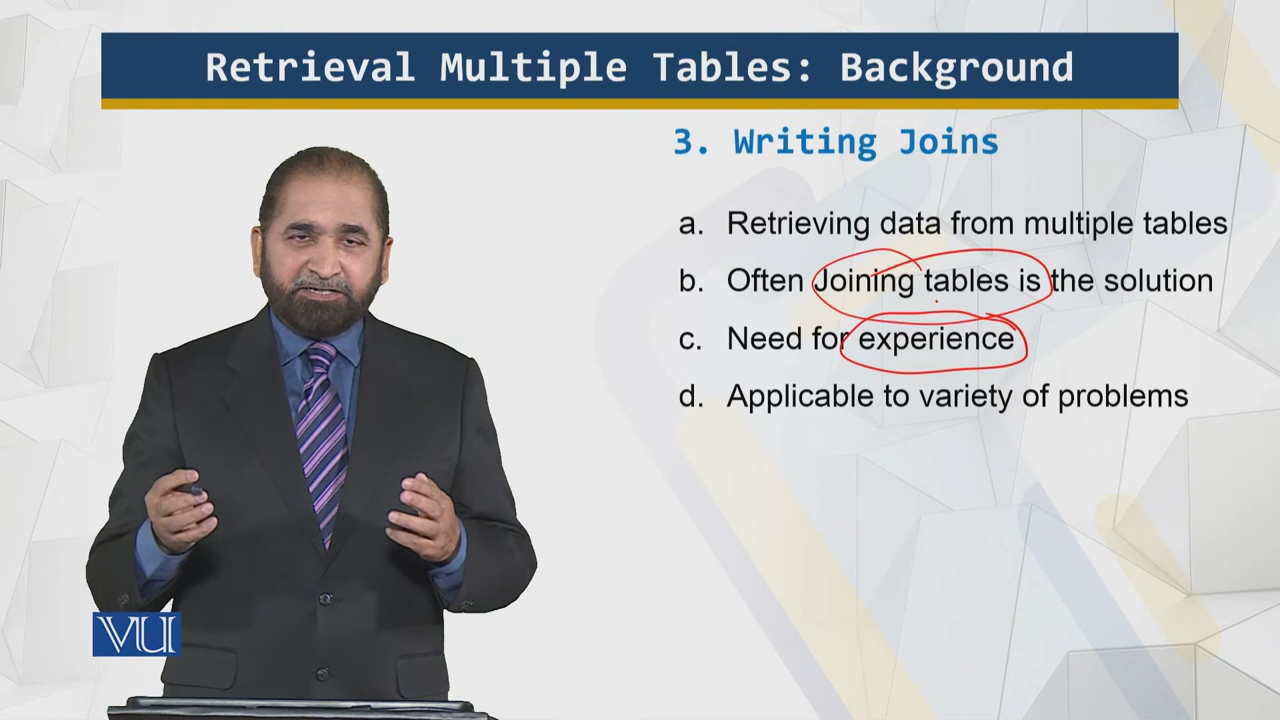 Retrieval Multiple Tables: Background
3. Writing Joins
a. Retrieving data from multiple tables
b. Often Joining tables is the solution
c. Need for experience
d. Applicable to variety of problems
VU